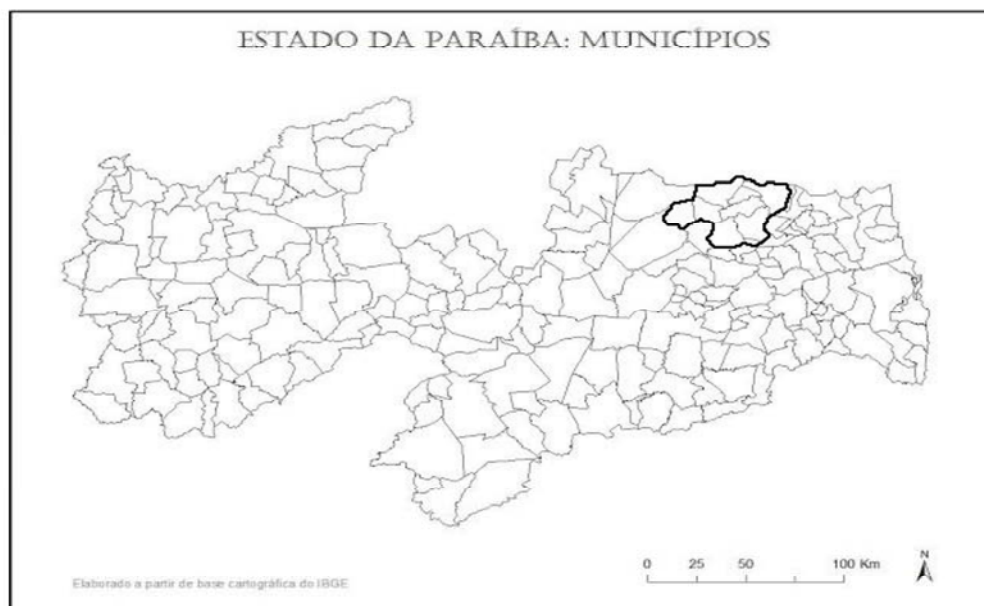 ESTADO DA PARAÍBA: MUNICÍPIOS
0 25 50 100 Km
N
Elaborado a partir de base cartográfica do IBGE